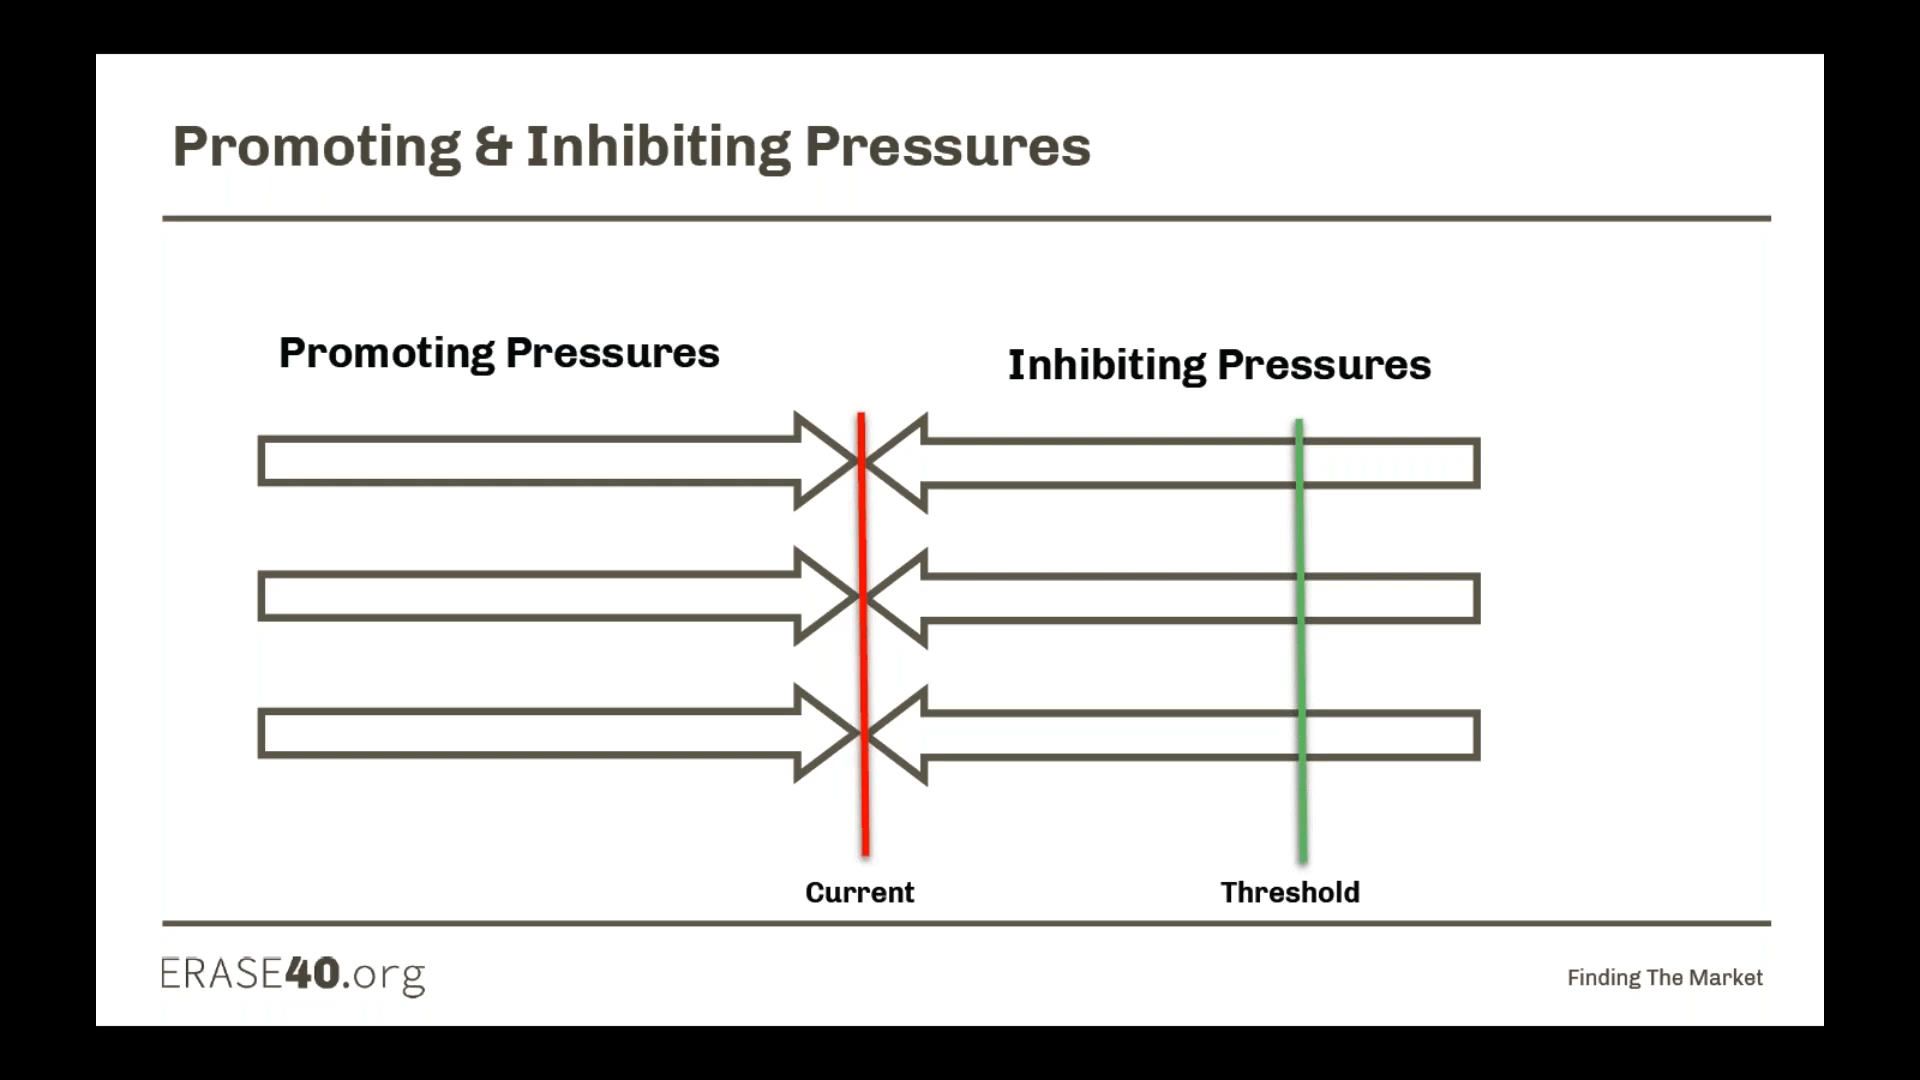 Promoting & Inhibiting Pressures
Promoting Pressures
Inhibiting Pressures
Current
Threshold
ERASE40.org
Finding The Market